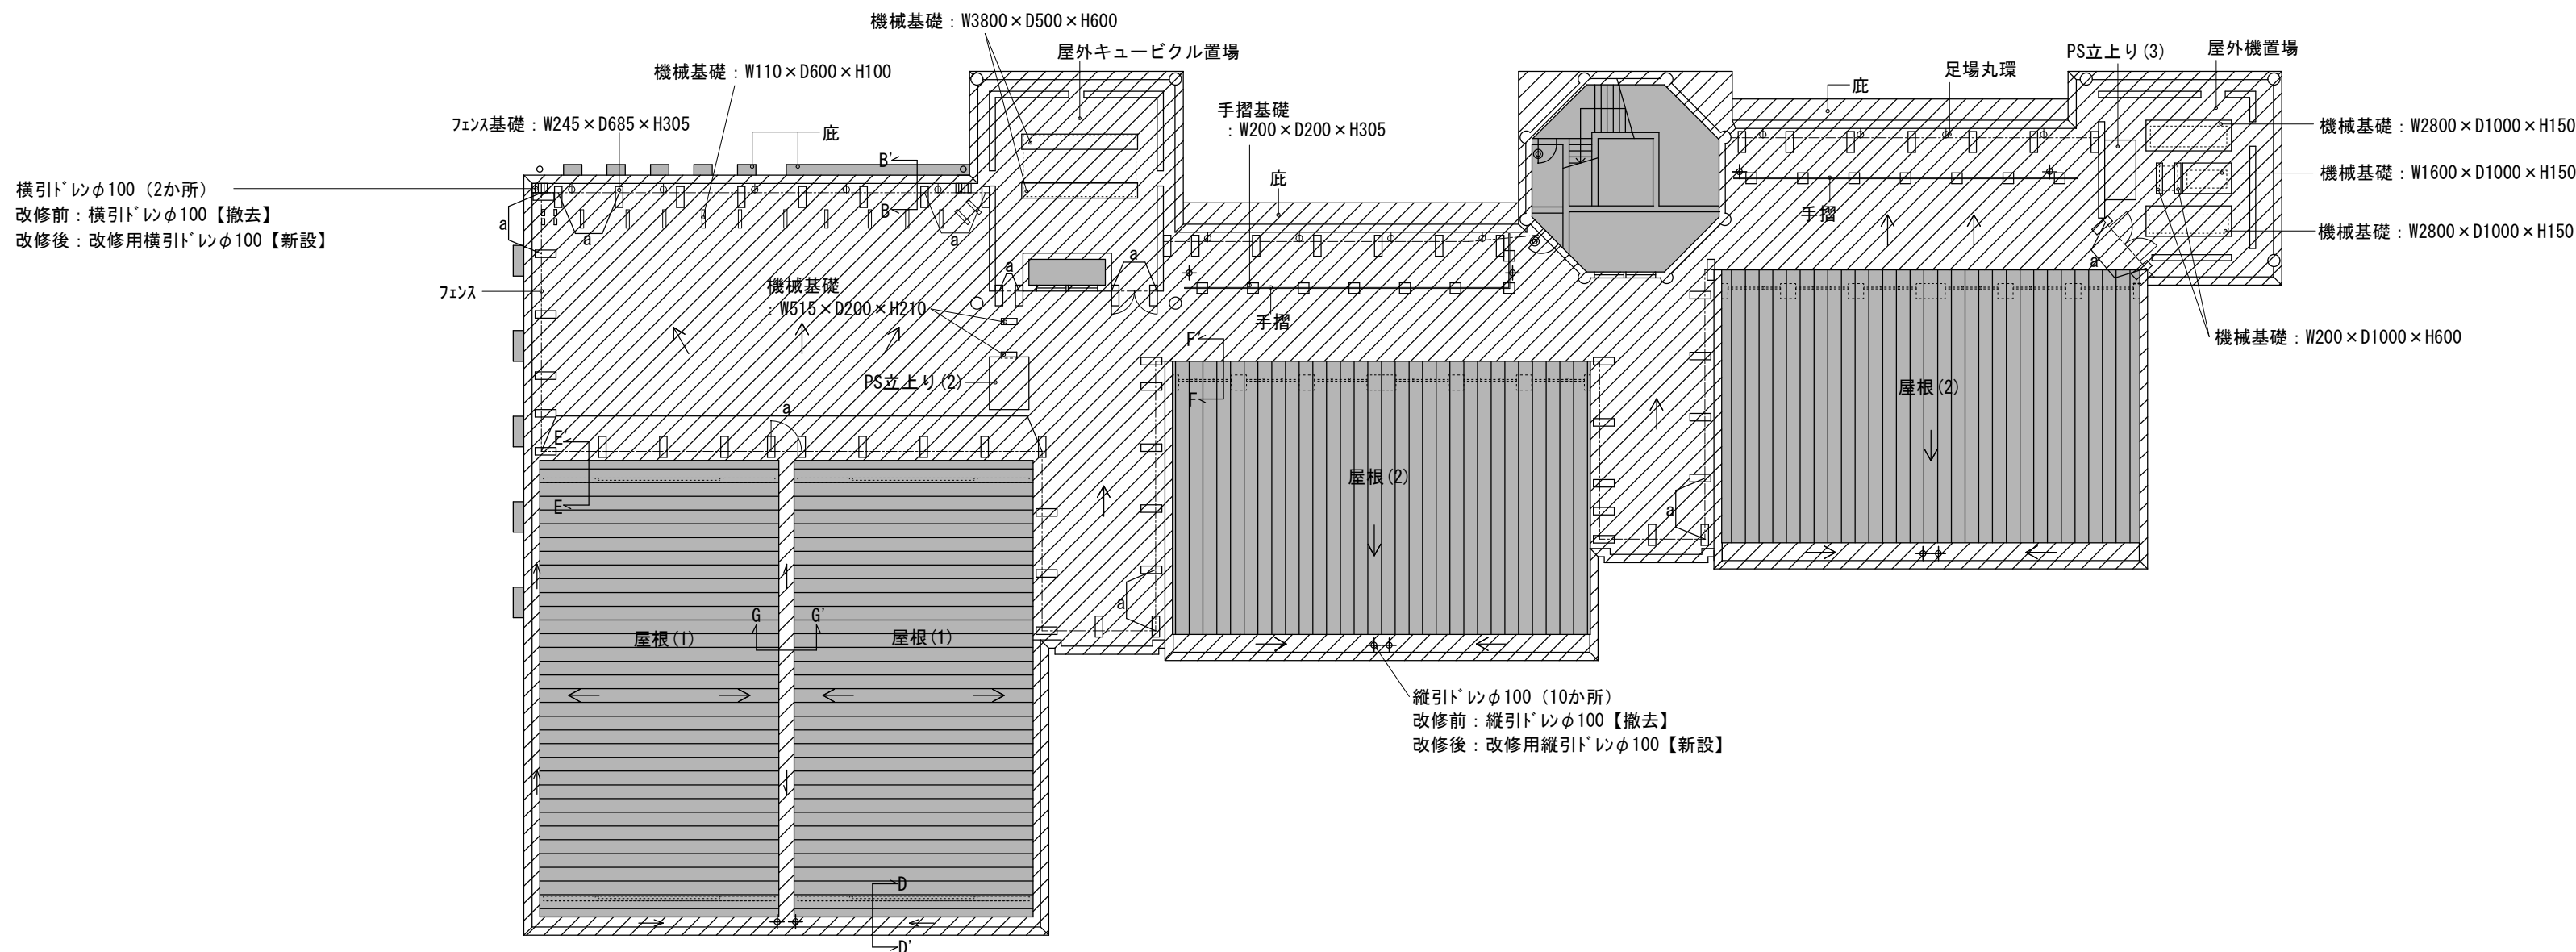 機械基礎：W3800×D500×H600
屋外キュービクル置場
PS立上り(3)
屋外機置場
機械基礎：W110×D600×H100
足場丸環
庇
手摺基礎
：W200×D200×H305
フェンス基礎：W245×D685×H305
庇
機械基礎：W2800×D1000×H150
B'
機械基礎：W1600×D1000×H150
庇
横引ﾄﾞﾚﾝφ100（2か所）
改修前：横引ﾄﾞﾚﾝφ100【撤去】
改修後：改修用横引ﾄﾞﾚﾝφ100【新設】
B
手摺
a
a
a
機械基礎：W2800×D1000×H150
a
a
a
機械基礎
：W515×D200×H210
フェンス
手摺
機械基礎：W200×D1000×H600
F'
PS立上り(2)
F
屋根(2)
a
E'
屋根(2)
E
a
a
G
G'
屋根(1)
屋根(1)
縦引ﾄﾞﾚﾝφ100（10か所）
改修前：縦引ﾄﾞﾚﾝφ100【撤去】
改修後：改修用縦引ﾄﾞﾚﾝφ100【新設】
D
D'